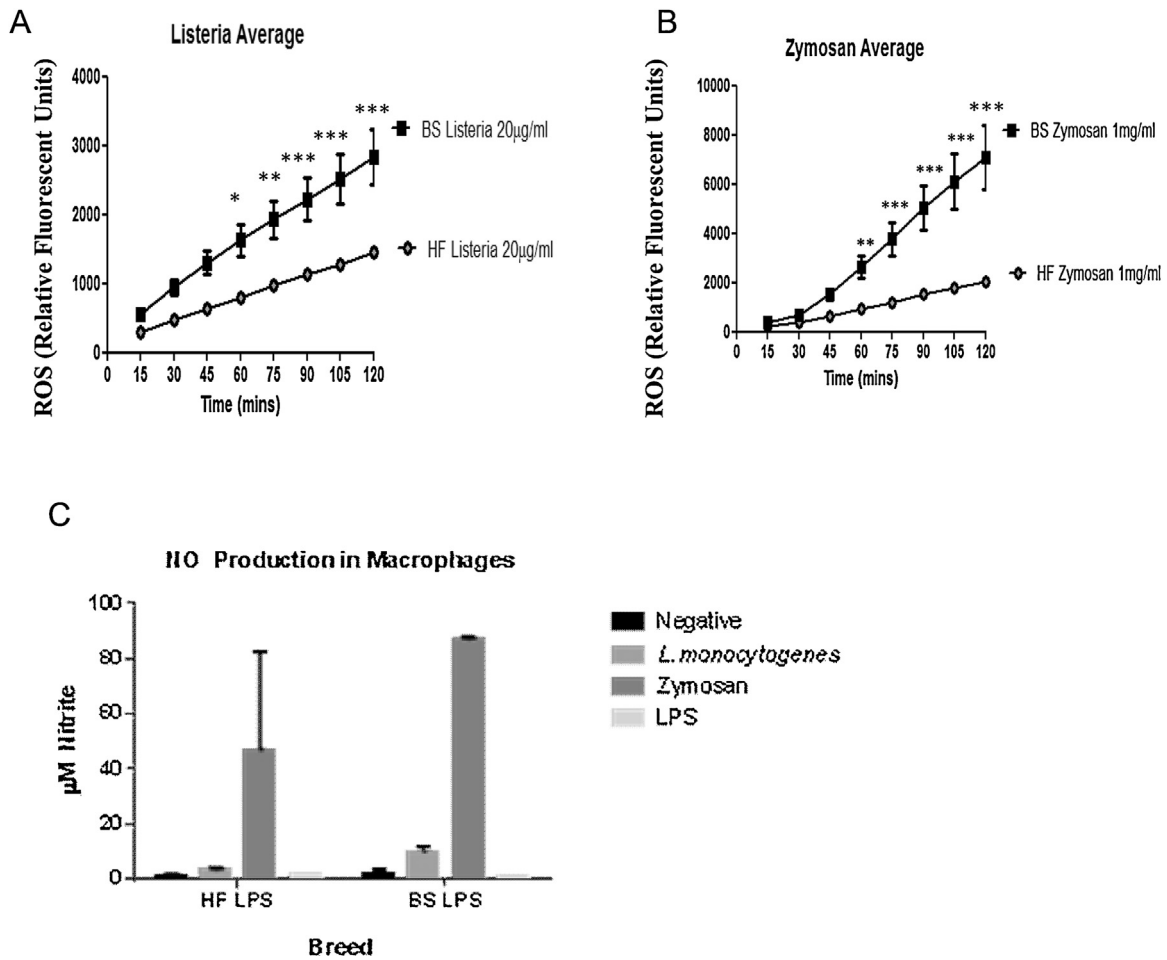 A
Listeria Average
ROS (Relative Fluorescent Units)
4000
3000
2000
1000
0
* ** *** *** ***
BS Listeria 20µg/ml
HF Listeria 20µg/ml
0 15 30 45 60 75 90 105 120
Time (mins)
B
Zymosan Average
ROS (Relative Fluorescent Units)
10000
8000
6000
4000
2000
0
** *** *** *** ***
BS Zymosan 1mg/ml
HF Zymosan 1mg/ml
0 15 30 45 60 75 90 105 120
Time (mins)
C
NO Production in Macrophages
µM Nitrite
100
80
60
40
20
0
HF LPS BS LPS
Breed
Negative
L. monocytogenes
Zymosan
LPS